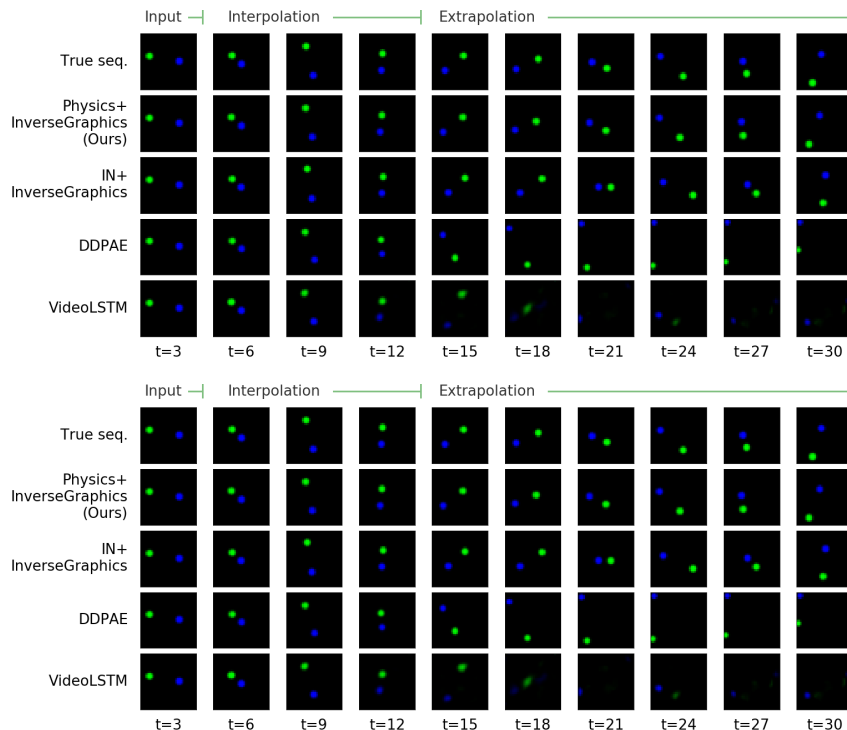 Input Interpolation Extrapolation
True seq.
Physics+
InverseGraphics
(Ours)
IN+
InverseGraphics
DDPAE
VideoLSTM
t=3 t=6 t=9 t=12 t=15 t=18 t=21 t=24 t=27 t=30
Input Interpolation Extrapolation
True seq.
Physics+
InverseGraphics
(Ours)
IN+
InverseGraphics
DDPAE
VideoLSTM
t=3 t=6 t=9 t=12 t=15 t=18 t=21 t=24 t=27 t=30